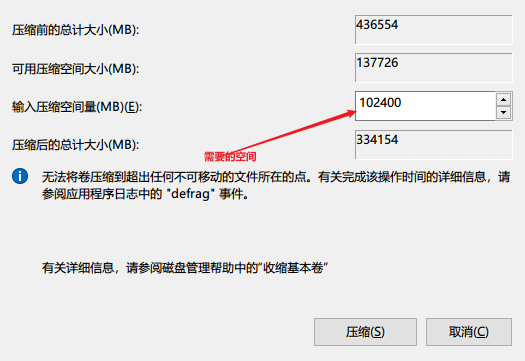 压缩前的总计大小(MB): 436554
可用压缩空间大小(MB): 137726
输入压缩空间量(MB)(E): 102400
压缩后的总计大小(MB): 334154
需要的空间
无法将卷压缩到超出任何不可移动的文件所在的点。有关完成该操作时间的详细信息，请
参阅应用程序日志中的 "defrag" 事件。
有关详细信息，请参阅磁盘管理帮助中的“收缩基本卷”
压缩(S) 取消(C)